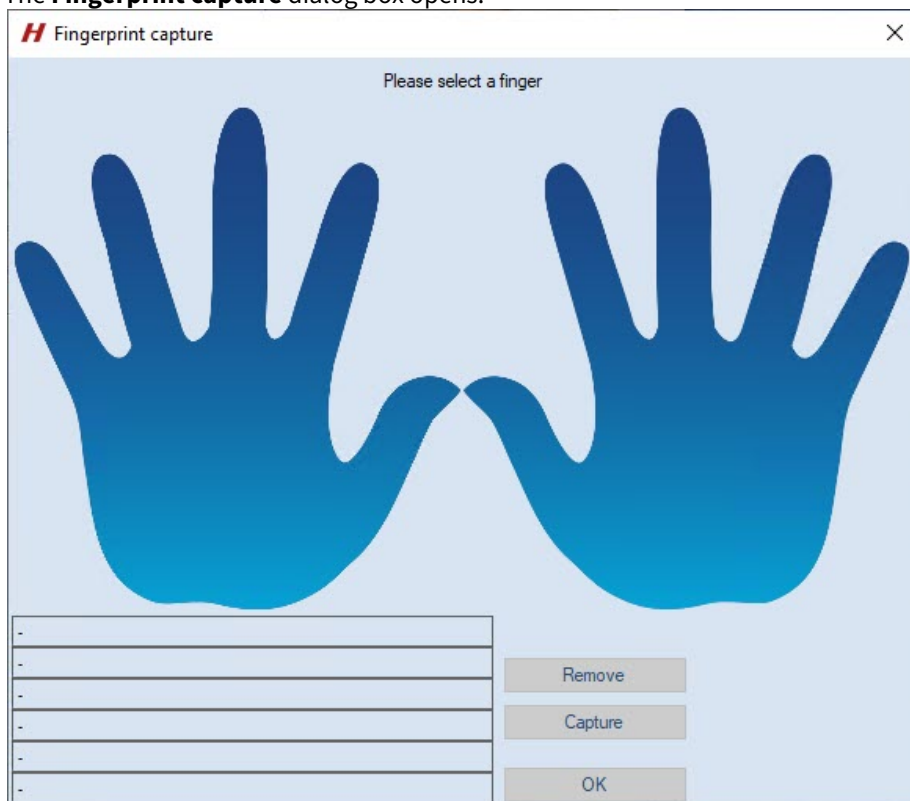 The Fingerprint capture dialog box opens.
H Fingerprint capture
Please select a finger
-
-
Remove
-
Capture
-
-
OK
-